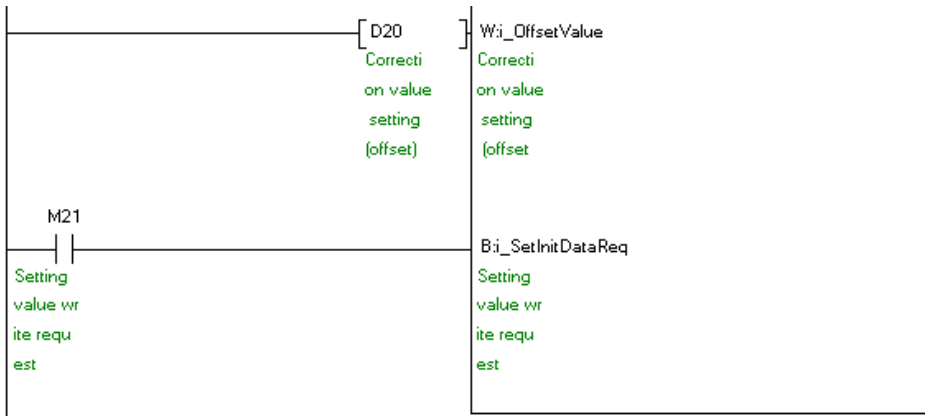 D20 W:i_OffsetValue
Correcti Correcti
on value on value
setting setting
(offset) (offset
M21
B:i_SetInitDataReq
Setting Setting
value wr value wr
ite requ ite requ
est est